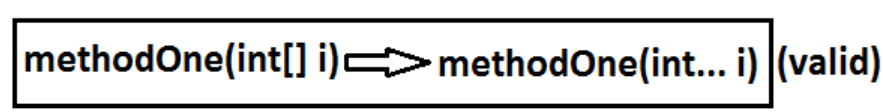 methodOne(int[] i) ⇒ methodOne(int... i) (valid)